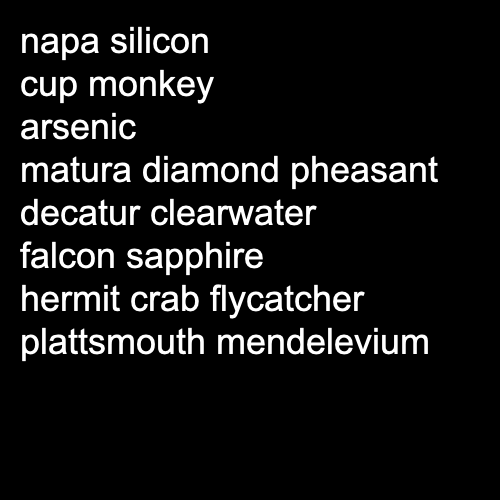 napa silicon
cup monkey
arsenic
matura diamond pheasant
decatur clearwater
falcon sapphire
hermit crab flycatcher
plattsmouth mendelevium